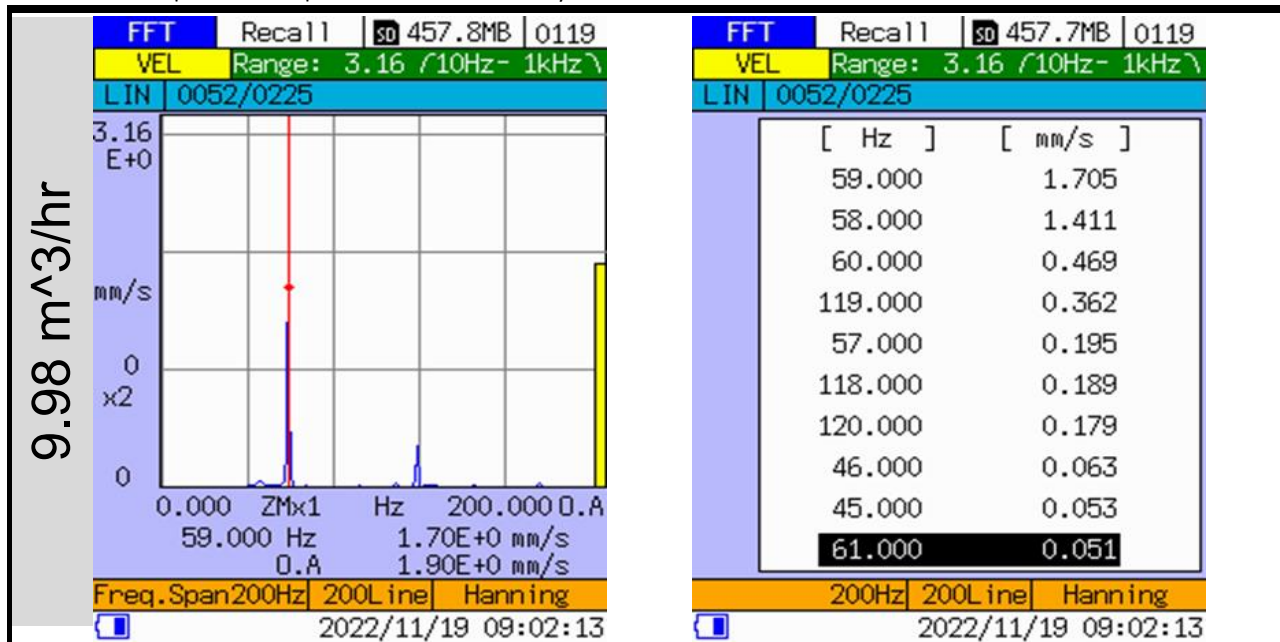 9.98 m^3/hr
FFT Recall SD 457.8MB 0119
VEL Range: 3.16 10Hz- 1kHz
LIN 0052/0225
3.16
E+0
mm/s
0
x2
0
0.000 ZMx1 Hz 200.000 O.A
59.000 Hz 1.70E+0 mm/s
O.A 1.90E+0 mm/s
Freq.Span200Hz 200Line Hanning
2022/11/19 09:02:13
FFT Recall SD 457.7MB 0119
VEL Range: 3.16 10Hz- 1kHz
LIN 0052/0225
[ Hz ] [ mm/s ]
59.000 1.705
58.000 1.411
60.000 0.469
119.000 0.362
57.000 0.195
118.000 0.189
120.000 0.179
46.000 0.063
45.000 0.053
61.000 0.051
200Hz 200Line Hanning
2022/11/19 09:02:13